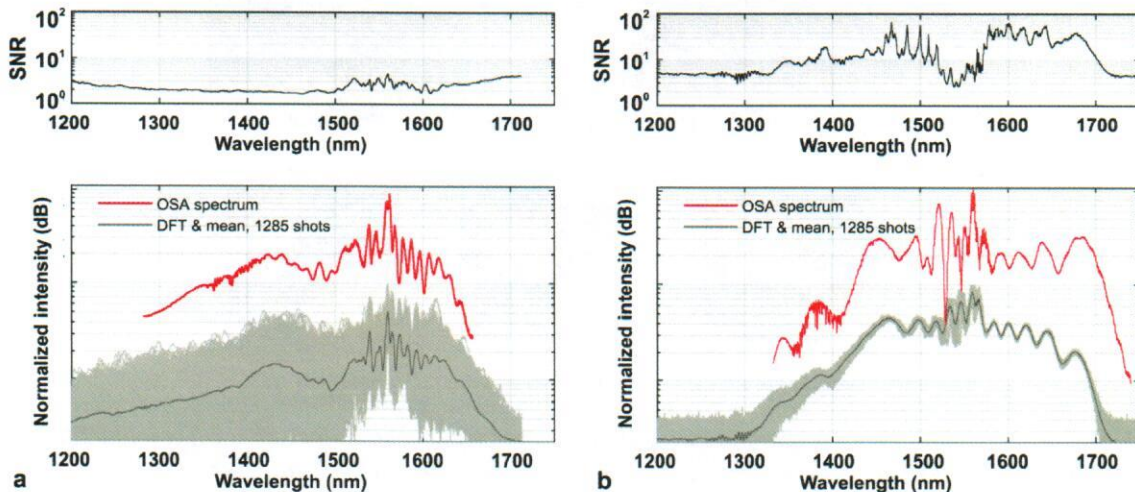 SNR
10²
10¹
10⁰
1200 1300 1400 1500 1600 1700
Wavelength (nm)
Normalized intensity (dB)
OSA spectrum
DFT & mean, 1285 shots
1200 1300 1400 1500 1600 1700
Wavelength (nm)
a
SNR
10²
10¹
10⁰
1200 1300 1400 1500 1600 1700
Wavelength (nm)
Normalized intensity (dB)
OSA spectrum
DFT & mean, 1285 shots
1200 1300 1400 1500 1600 1700
Wavelength (nm)
b